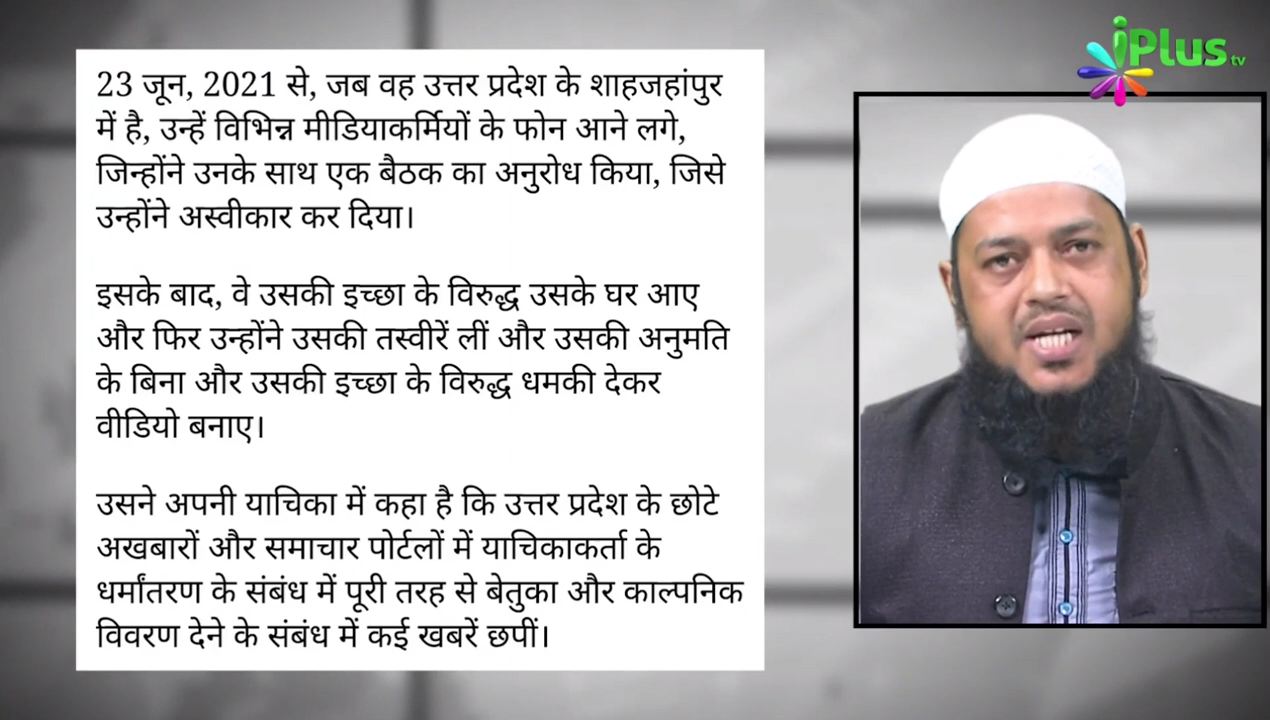 iPlus tv
23 जून, 2021 से, जब वह उत्तर प्रदेश के शाहजहांपुर
में है, उन्हें विभिन्न मीडियाकर्मियों के फोन आने लगे,
जिन्होंने उनके साथ एक बैठक का अनुरोध किया, जिसे
उन्होंने अस्वीकार कर दिया।
इसके बाद, वे उसकी इच्छा के विरुद्ध उसके घर आए
और फिर उन्होंने उसकी तस्वीरें लीं और उसकी अनुमति
के बिना और उसकी इच्छा के विरुद्ध धमकी देकर
वीडियो बनाए।
उसने अपनी याचिका में कहा है कि उत्तर प्रदेश के छोटे
अखबारों और समाचार पोर्टलों में याचिकाकर्ता के
धर्मांतरण के संबंध में पूरी तरह से बेतुका और काल्पनिक
विवरण देने के संबंध में कई खबरें छपीं।